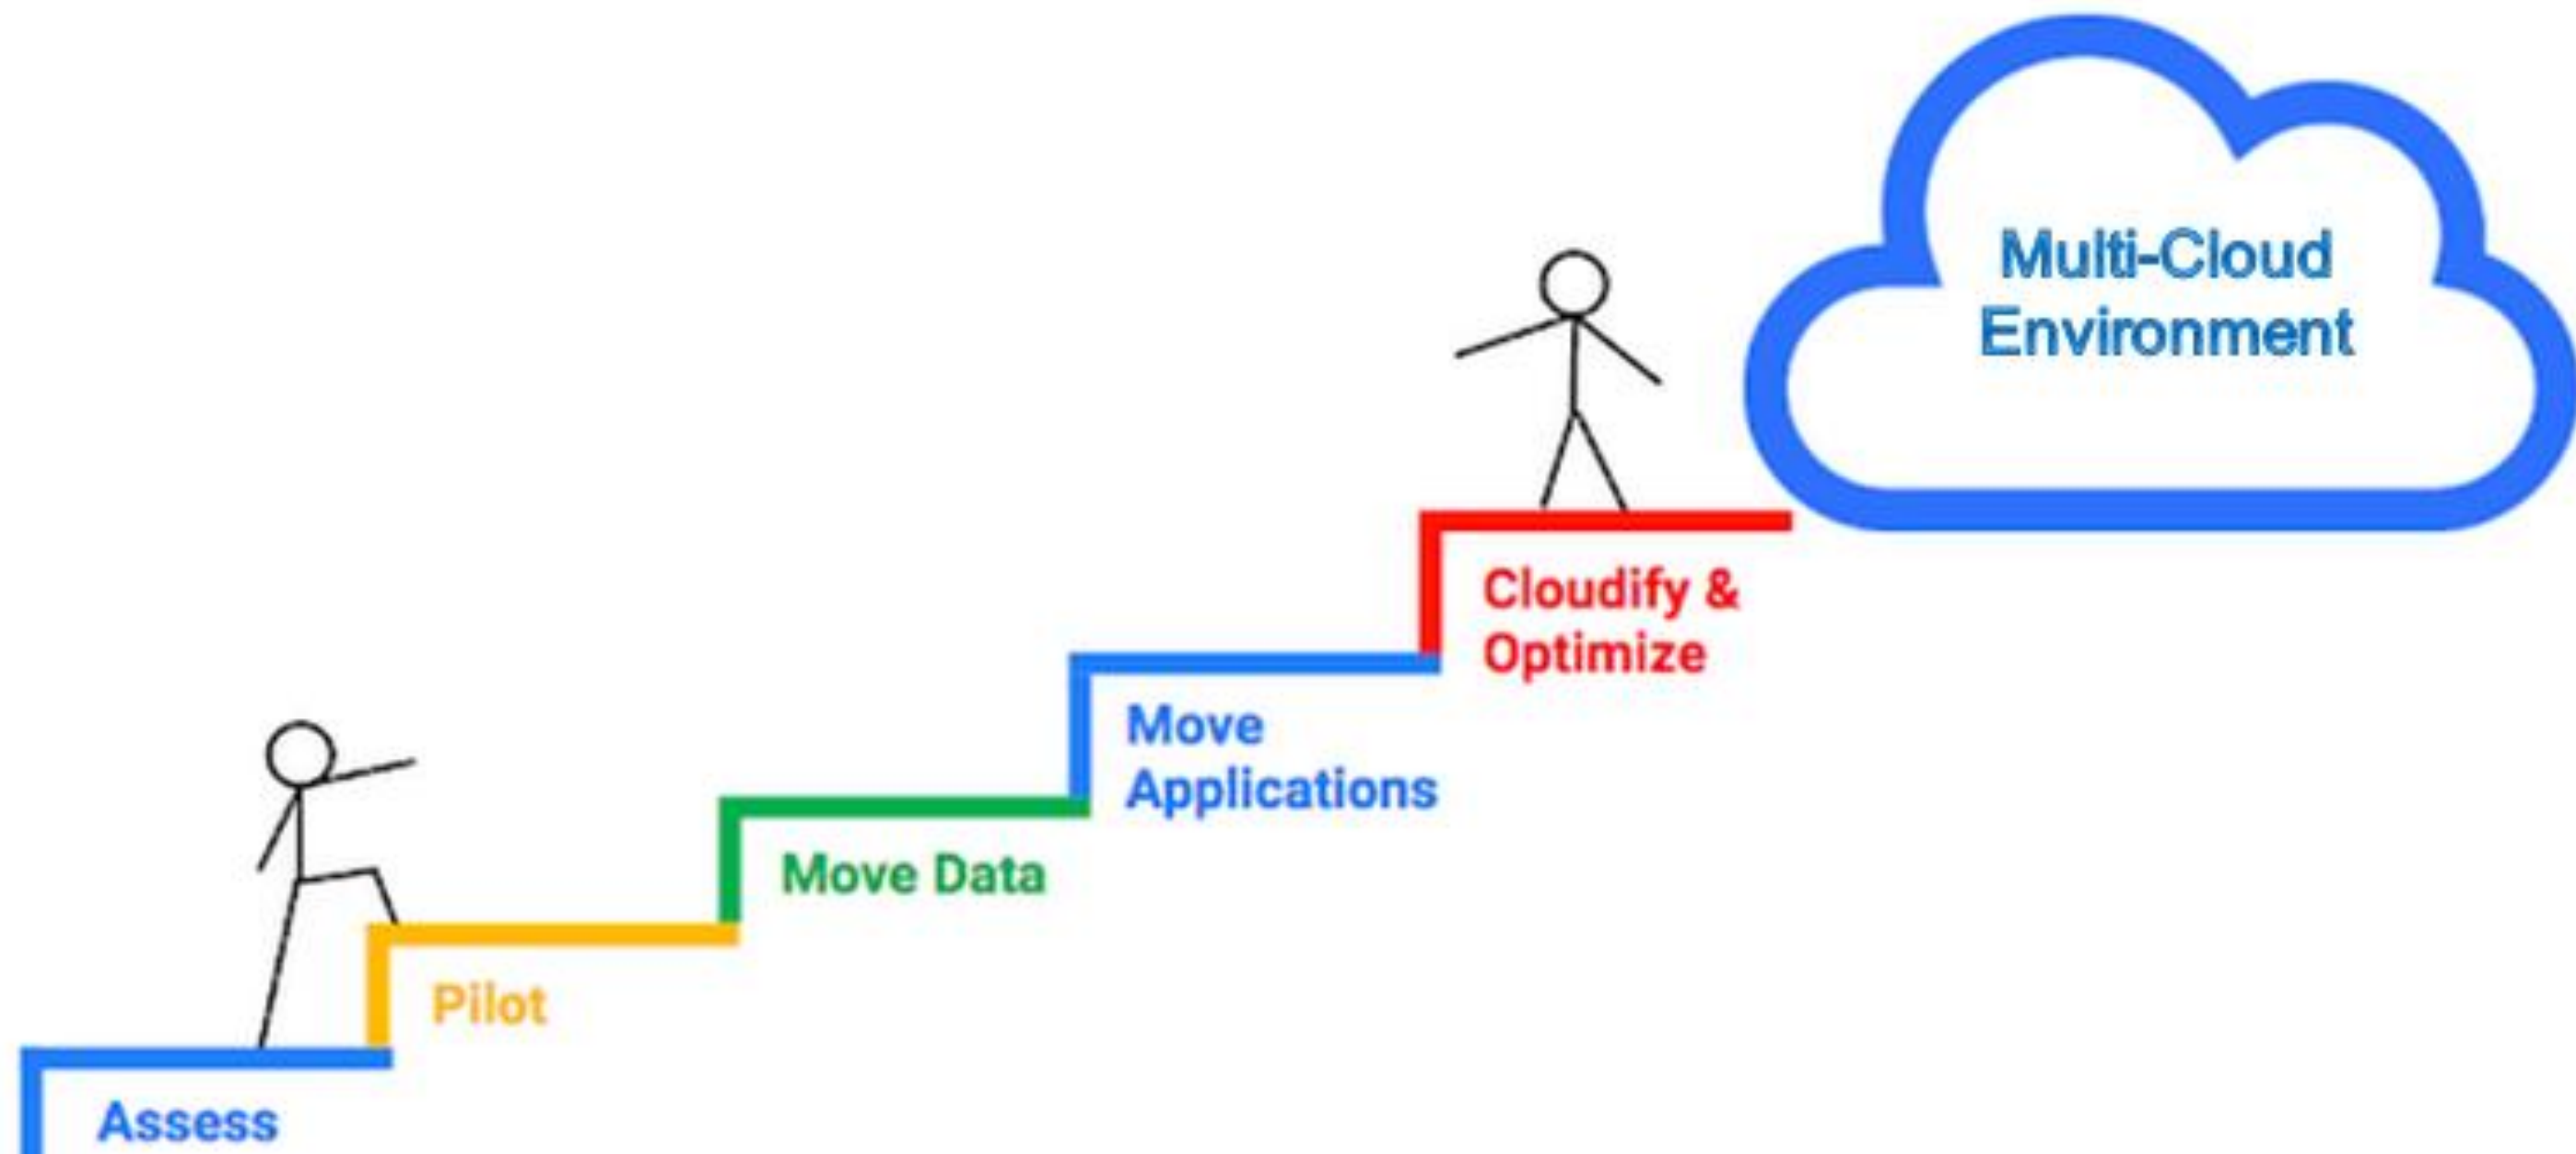 Multi-Cloud
Environment
Cloudify &
Optimize
Move
Applications
Move Data
Pilot
Assess